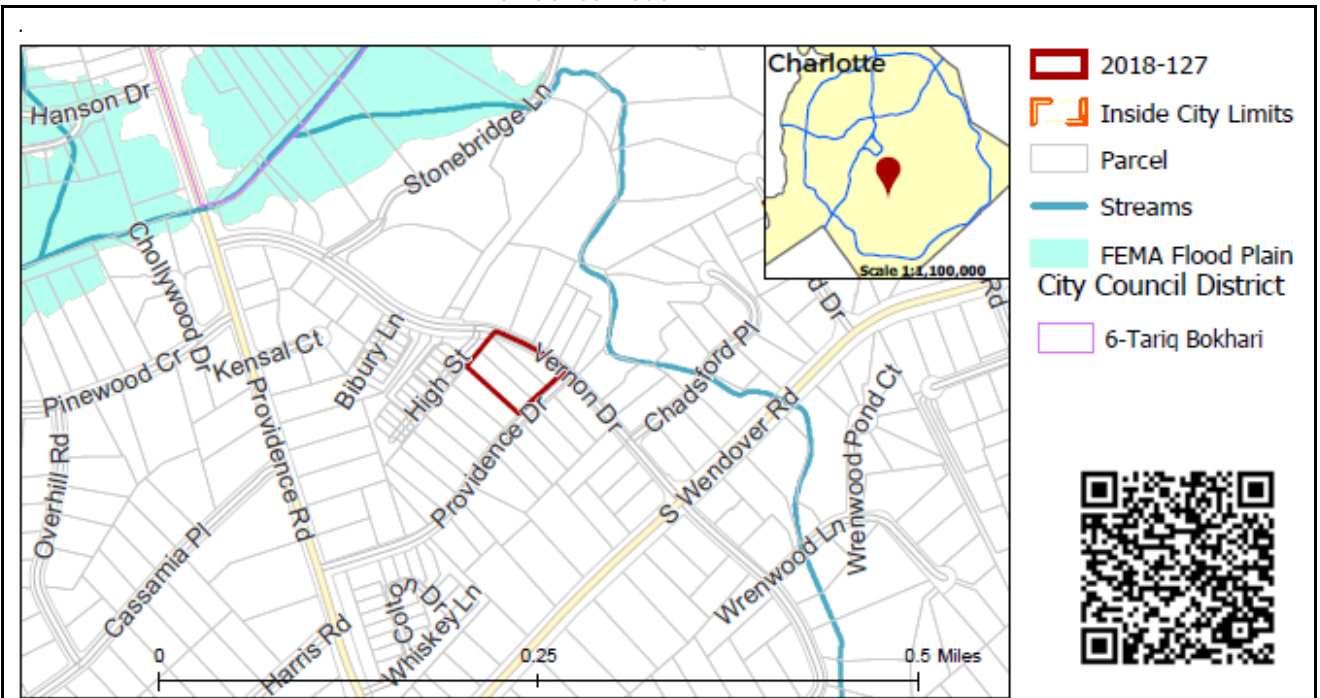 .
Hanson Dr
Stonebridge Ln
Chollywood Dr
Pinewood Cr
Kensal Ct
Bibury Ln
High St
Vernon Dr
Providence Dr
Providence Rd
Chadsford Pl
S Wendover Rd
Wrenwood Pond Ct
Wrenwood Ln
Overhill Rd
Cassamia Pl
Harris Rd
Whiskey Ln
d Dr
Rd
0
0.25
0.5 Miles
Charlotte
Scale 1:1,100,000
2018-127
Inside City Limits
Parcel
Streams
FEMA Flood Plain
City Council District
6-Tariq Bokhari